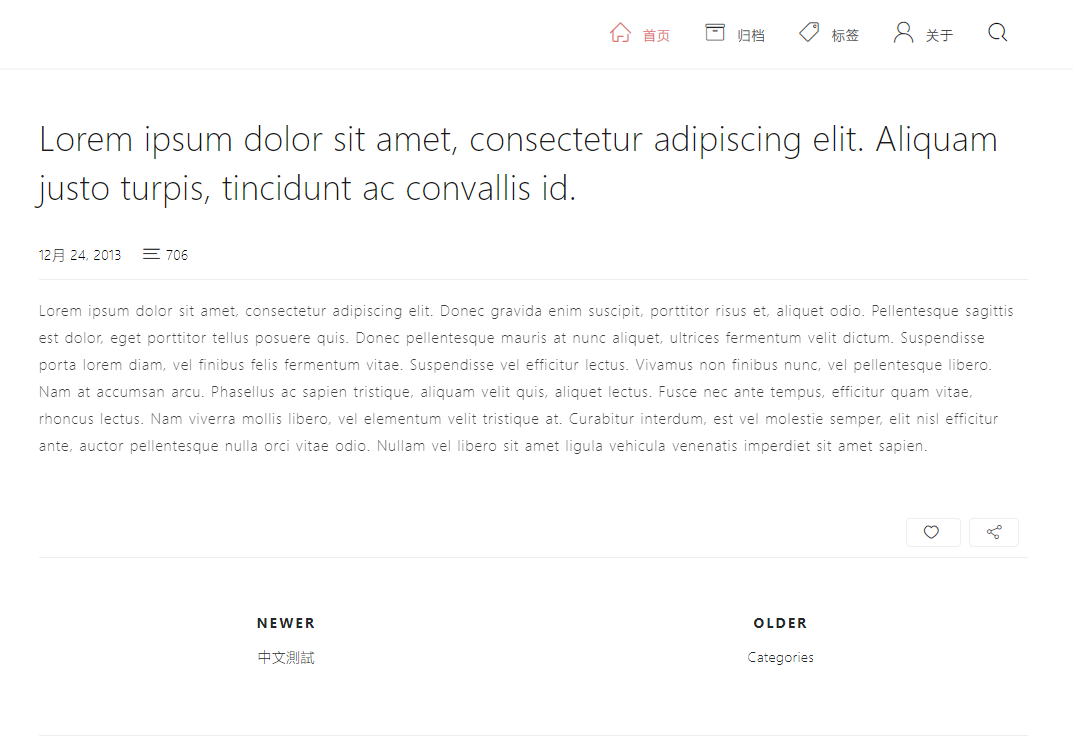 首页 归档 标签 关于
Lorem ipsum dolor sit amet, consectetur adipiscing elit. Aliquam
justo turpis, tincidunt ac convallis id.
12月 24, 2013 706
Lorem ipsum dolor sit amet, consectetur adipiscing elit. Donec gravida enim suscipit, porttitor risus et, aliquet odio. Pellentesque sagittis
est dolor, eget porttitor tellus posuere quis. Donec pellentesque mauris at nunc aliquet, ultrices fermentum velit dictum. Suspendisse
porta lorem diam, vel finibus felis fermentum vitae. Suspendisse vel efficitur lectus. Vivamus non finibus nunc, vel pellentesque libero.
Nam at accumsan arcu. Phasellus ac sapien tristique, aliquam velit quis, aliquet lectus. Fusce nec ante tempus, efficitur quam vitae,
rhoncus lectus. Nam viverra mollis libero, vel elementum velit tristique at. Curabitur interdum, est vel molestie semper, elit nisl efficitur
ante, auctor pellentesque nulla orci vitae odio. Nullam vel libero sit amet ligula vehicula venenatis imperdiet sit amet sapien.
NEWER
中文測試
OLDER
Categories